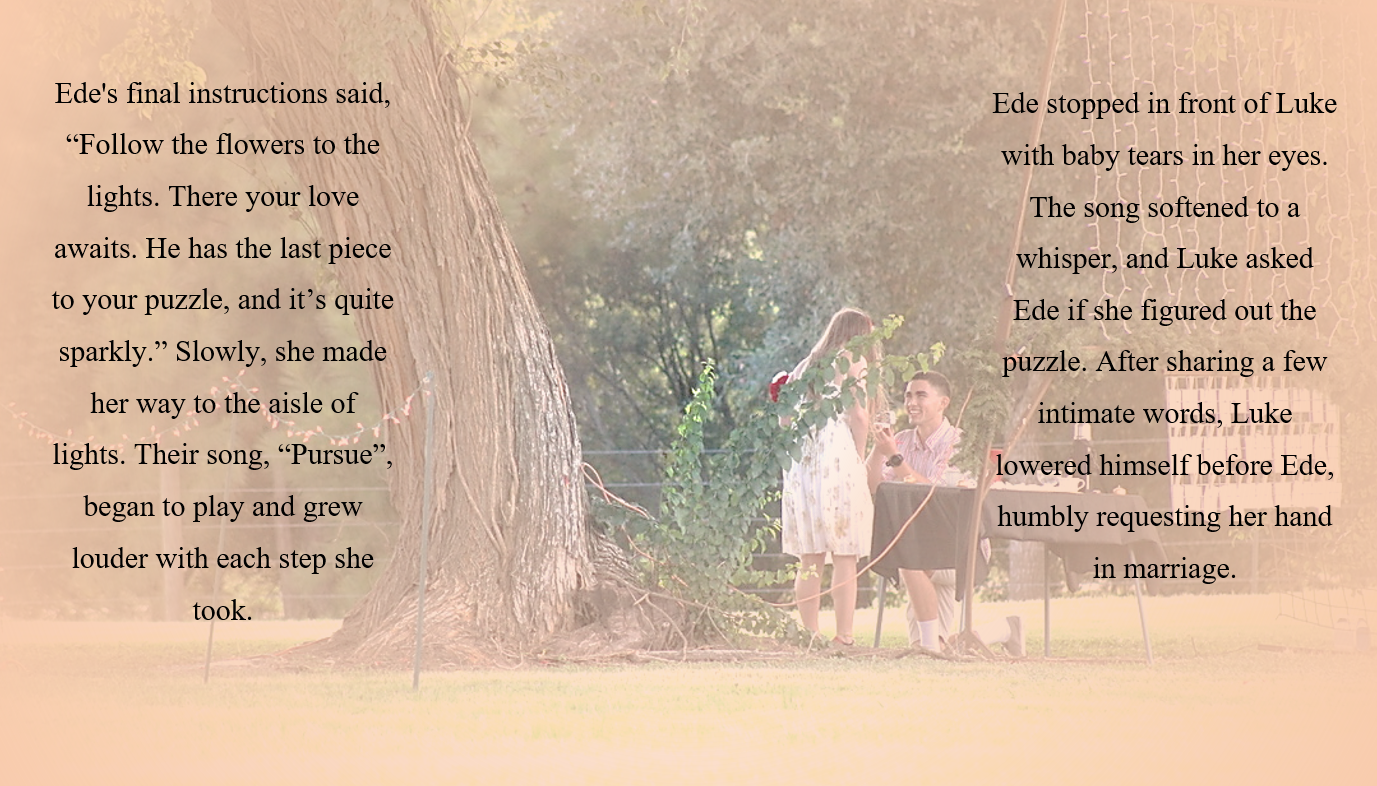 Ede's final instructions said,
“Follow the flowers to the
lights. There your love
awaits. He has the last piece
to your puzzle, and it’s quite
sparkly.” Slowly, she made
her way to the aisle of
lights. Their song, “Pursue”,
began to play and grew
louder with each step she
took.
Ede stopped in front of Luke
with baby tears in her eyes.
The song softened to a
whisper, and Luke asked
Ede if she figured out the
puzzle. After sharing a few
intimate words, Luke
lowered himself before Ede,
humbly requesting her hand
in marriage.